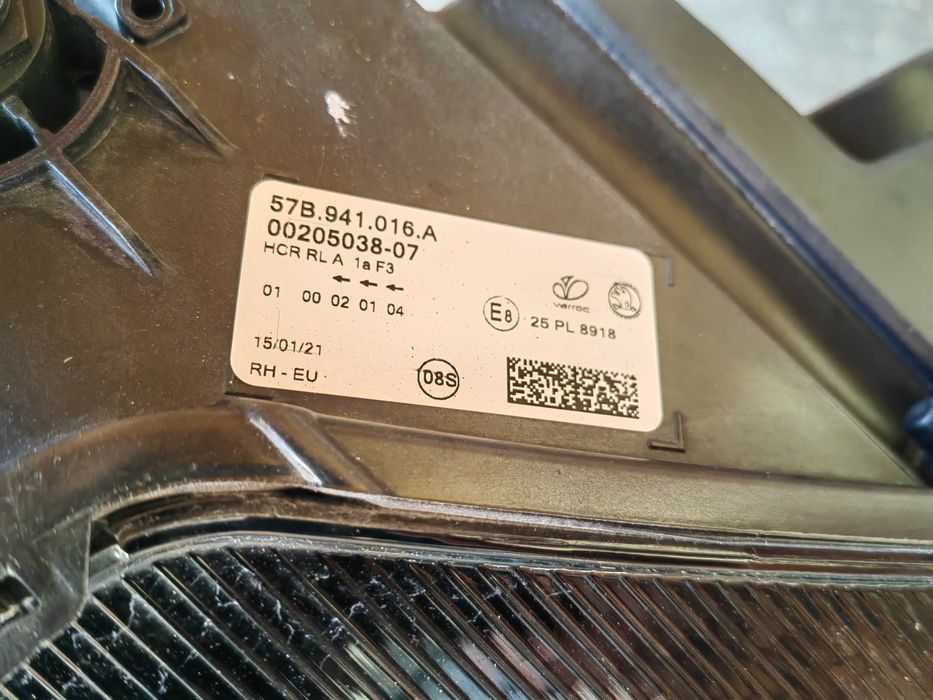 57B.941.016.A
00205038-07
HCR RL A 1a F3
01 00 02 01 04
varroc
E8 25 PL 8918
15/01/21
RH - EU
08S